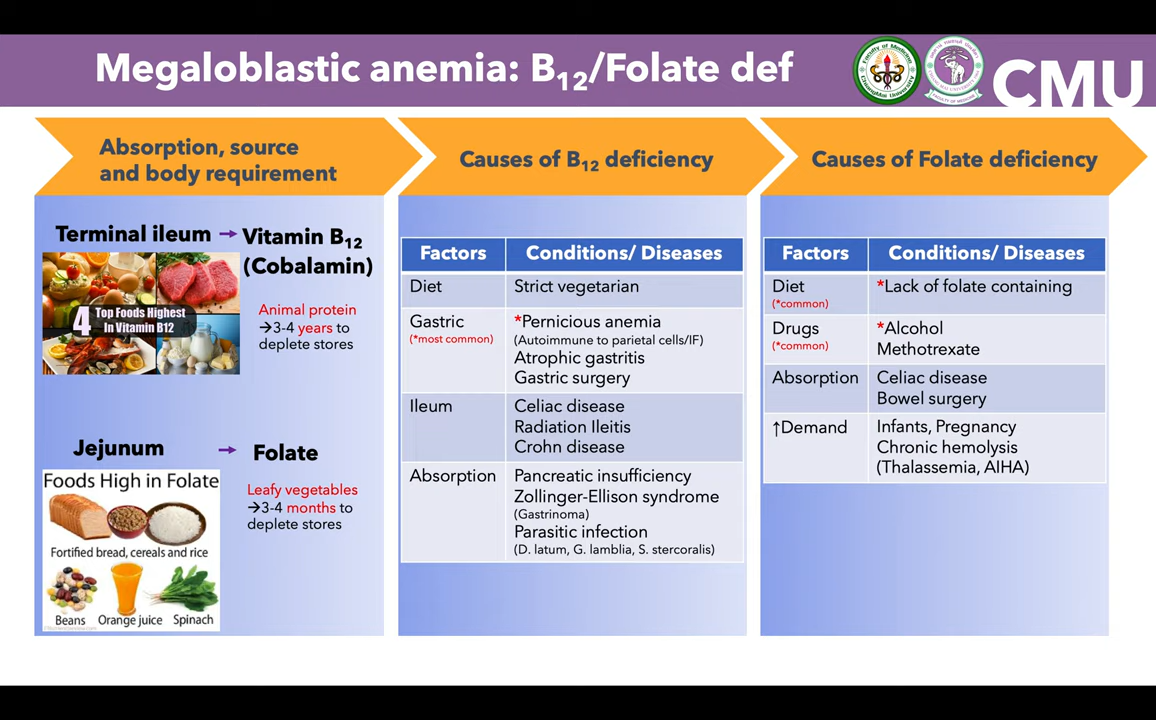 Megaloblastic anemia: B12/Folate def
CMU
Absorption, source
and body requirement
Terminal ileum → Vitamin B12
(Cobalamin)
4 Top Foods Highest
In Vitamin B12
Animal protein
→3-4 years to
deplete stores
Jejunum → Folate
Foods High in Folate
Fortified bread, cereals and rice
Beans Orange juice Spinach
Leafy vegetables
→3-4 months to
deplete stores
Causes of B12 deficiency
Factors Conditions/ Diseases
Diet Strict vegetarian
Gastric *Pernicious anemia
(*most common) (Autoimmune to parietal cells/IF)
Atrophic gastritis
Gastric surgery
Ileum Celiac disease
Radiation Ileitis
Crohn disease
Absorption Pancreatic insufficiency
Zollinger-Ellison syndrome
(Gastrinoma)
Parasitic infection
(D. latum, G. lamblia, S. stercoralis)
Causes of Folate deficiency
Factors Conditions/ Diseases
Diet *Lack of folate containing
(*common)
Drugs *Alcohol
(*common) Methotrexate
Absorption Celiac disease
Bowel surgery
↑Demand Infants, Pregnancy
Chronic hemolysis
(Thalassemia, AIHA)